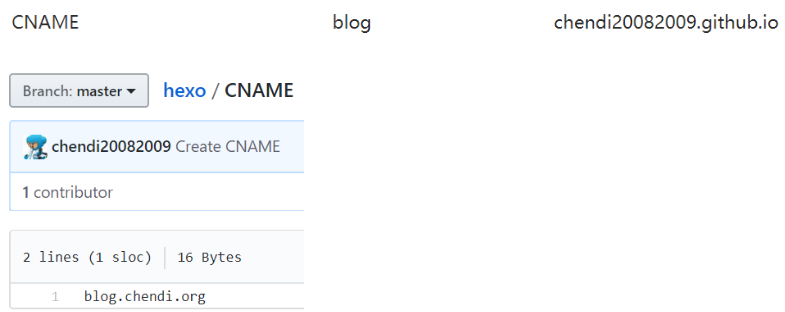 CNAME blog chendi20082009.github.io
Branch: master hexo / CNAME
chendi20082009 Create CNAME
1 contributor
2 lines (1 sloc) 16 Bytes
1 blog.chendi.org